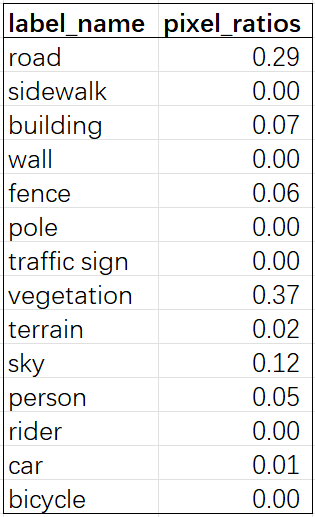 label_name pixel_ratios
road 0.29
sidewalk 0.00
building 0.07
wall 0.00
fence 0.06
pole 0.00
traffic sign 0.00
vegetation 0.37
terrain 0.02
sky 0.12
person 0.05
rider 0.00
car 0.01
bicycle 0.00